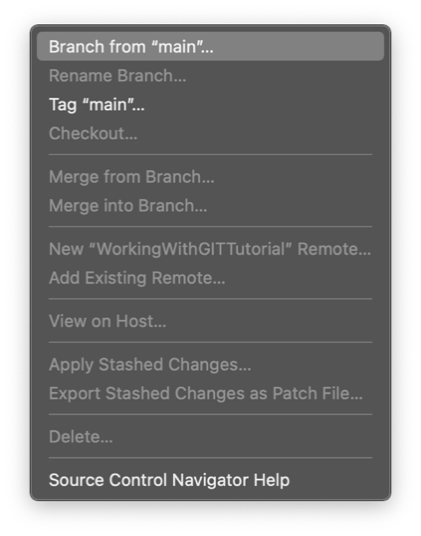 Branch from “main”...
Rename Branch...
Tag “main”...
Checkout...
Merge from Branch...
Merge into Branch...
New “WorkingWithGITTutorial” Remote...
Add Existing Remote...
View on Host...
Apply Stashed Changes...
Export Stashed Changes as Patch File...
Delete...
Source Control Navigator Help